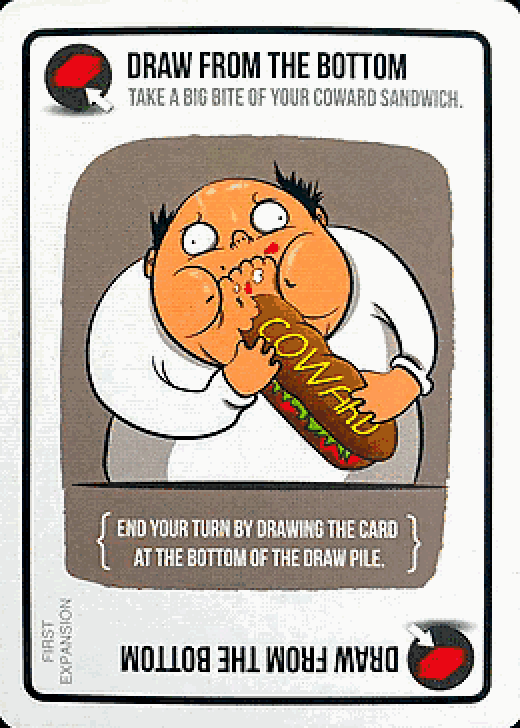 DRAW FROM THE BOTTOM
TAKE A BIG BITE OF YOUR COWARD SANDWICH.
COWARD
END YOUR TURN BY DRAWING THE CARD
AT THE BOTTOM OF THE DRAW PILE.
FIRST
EXPANSION
DRAW FROM THE BOTTOM